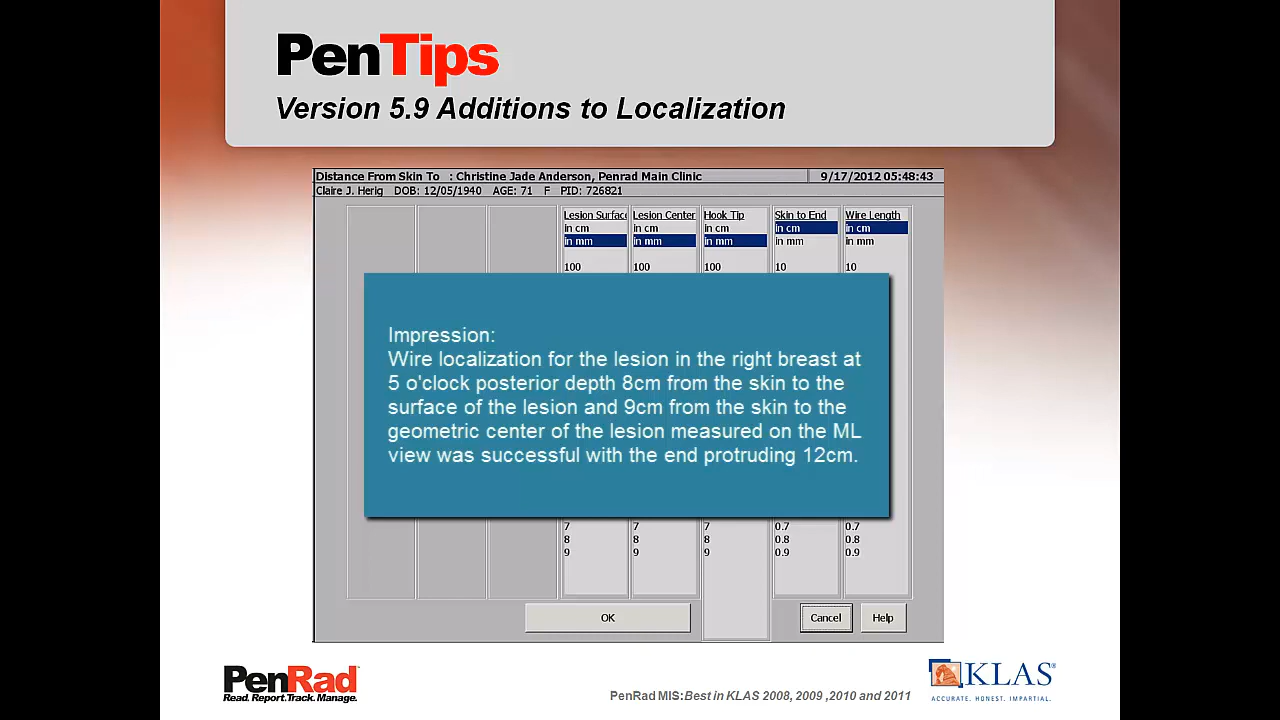 PenTips
Version 5.9 Additions to Localization
Distance From Skin To : Christine Jade Anderson, Penrad Main Clinic 9/17/2012 05:48:43
Claire J. Herig DOB: 12/05/1940 AGE: 71 F PID: 726821
Lesion Surface Lesion Center Hook Tip Skin to End Wire Length
in cm in cm in cm in cm in cm
in mm in mm in mm in mm in mm
100 100 100 10 10
Impression:
Wire localization for the lesion in the right breast at
5 o'clock posterior depth 8cm from the skin to the
surface of the lesion and 9cm from the skin to the
geometric center of the lesion measured on the ML
view was successful with the end protruding 12cm.
7 7 7 0.7 0.7
8 8 8 0.8 0.8
9 9 9 0.9 0.9
OK Cancel Help
PenRad
Read. Report. Track. Manage.
PenRad MIS:Best in KLAS 2008, 2009 ,2010 and 2011
KLAS®
ACCURATE. HONEST. IMPARTIAL.